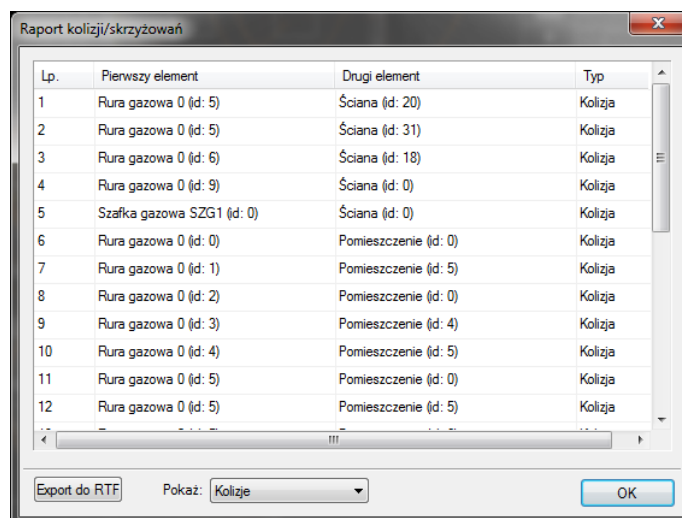 Raport kolizji/skrzyżowań
Lp. Pierwszy element Drugi element Typ
1 Rura gazowa 0 (id: 5) Ściana (id: 20) Kolizja
2 Rura gazowa 0 (id: 5) Ściana (id: 31) Kolizja
3 Rura gazowa 0 (id: 6) Ściana (id: 18) Kolizja
4 Rura gazowa 0 (id: 9) Ściana (id: 0) Kolizja
5 Szafka gazowa SZG1 (id: 0) Ściana (id: 0) Kolizja
6 Rura gazowa 0 (id: 0) Pomieszczenie (id: 0) Kolizja
7 Rura gazowa 0 (id: 1) Pomieszczenie (id: 5) Kolizja
8 Rura gazowa 0 (id: 2) Pomieszczenie (id: 0) Kolizja
9 Rura gazowa 0 (id: 3) Pomieszczenie (id: 4) Kolizja
10 Rura gazowa 0 (id: 4) Pomieszczenie (id: 5) Kolizja
11 Rura gazowa 0 (id: 5) Pomieszczenie (id: 0) Kolizja
12 Rura gazowa 0 (id: 5) Pomieszczenie (id: 5) Kolizja
Export do RTF Pokaż: Kolizje OK